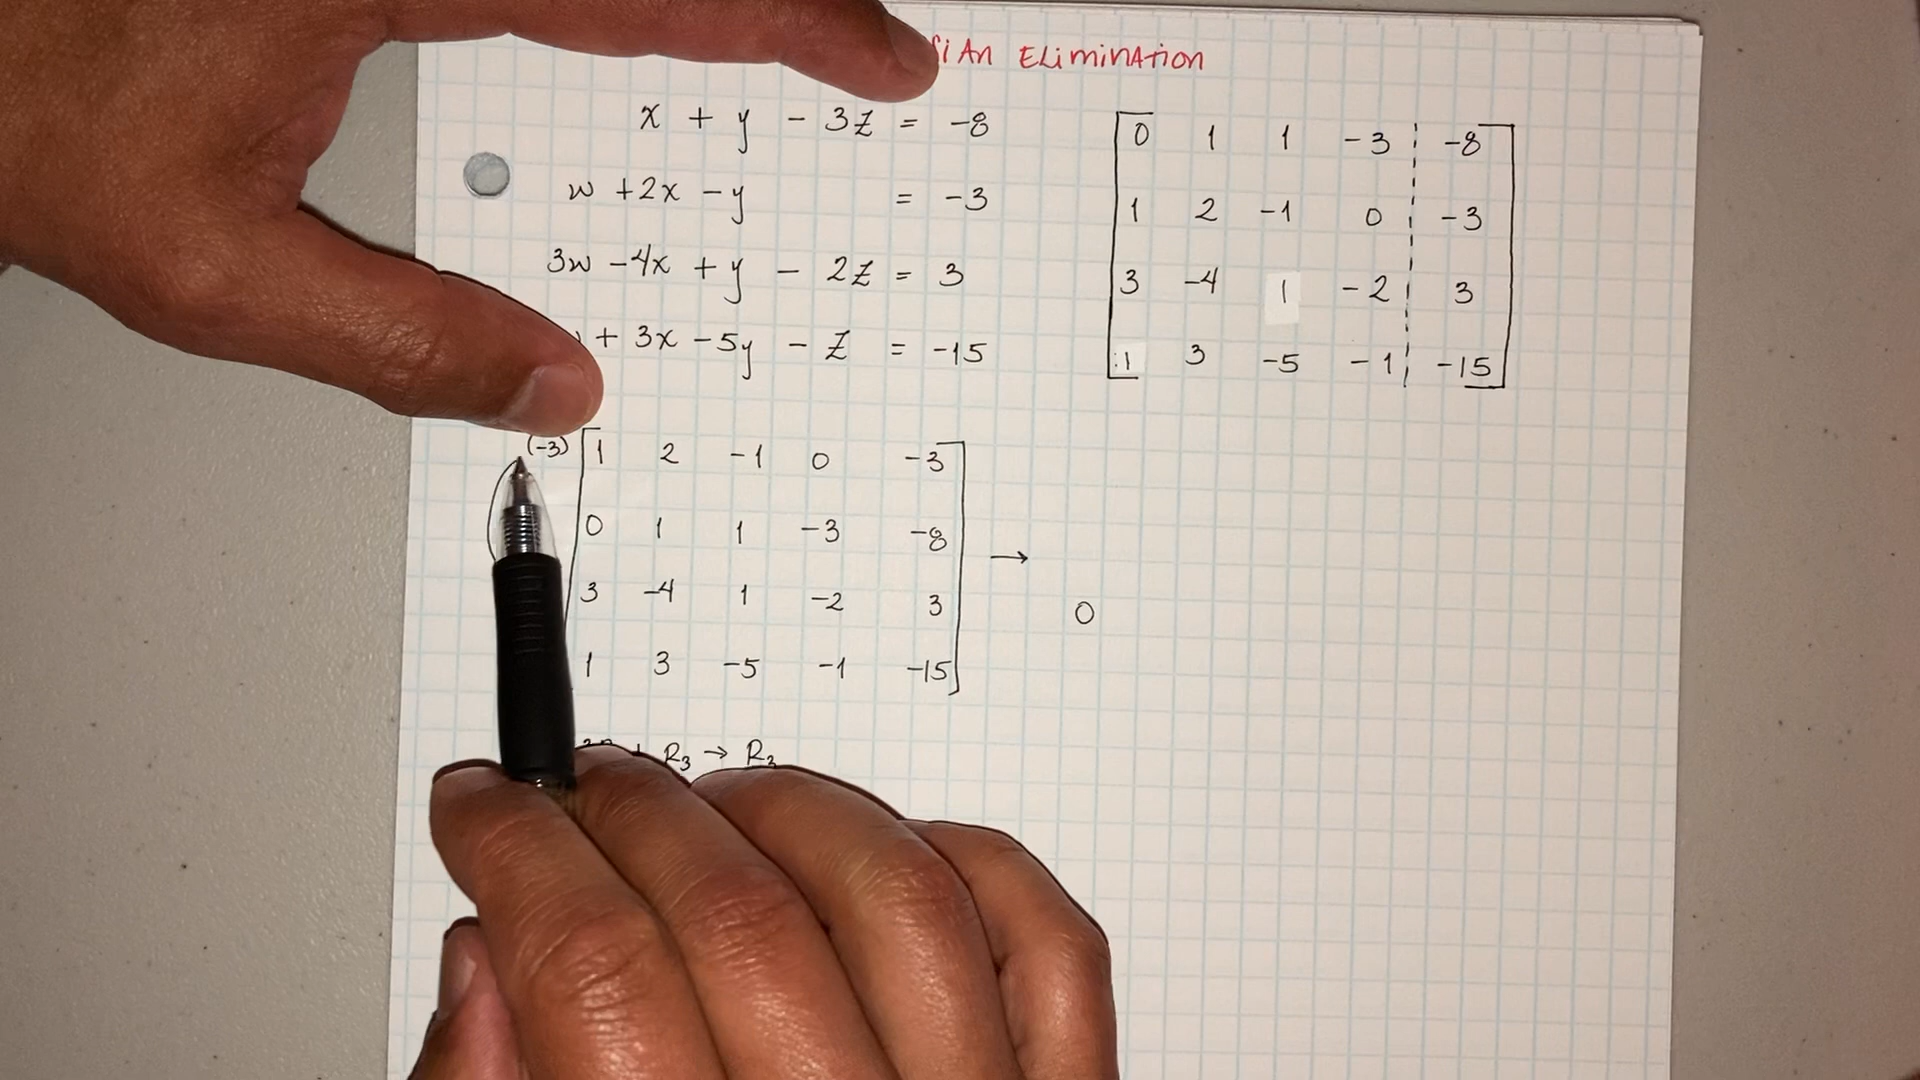 ELiminAtion
x + y - 3z = -8
w + 2x - y = -3
3w - 4x + y - 2z = 3
+ 3x - 5y - z = -15
0 1 1 -3 -8
1 2 -1 0 -3
3 -4 1 -2 3
1 3 -5 -1 -15
(-3) 1 2 -1 0 -3
0 1 1 -3 -8
3 -4 1 -2 3
1 3 -5 -1 -15
→
0
R₃ → R₃